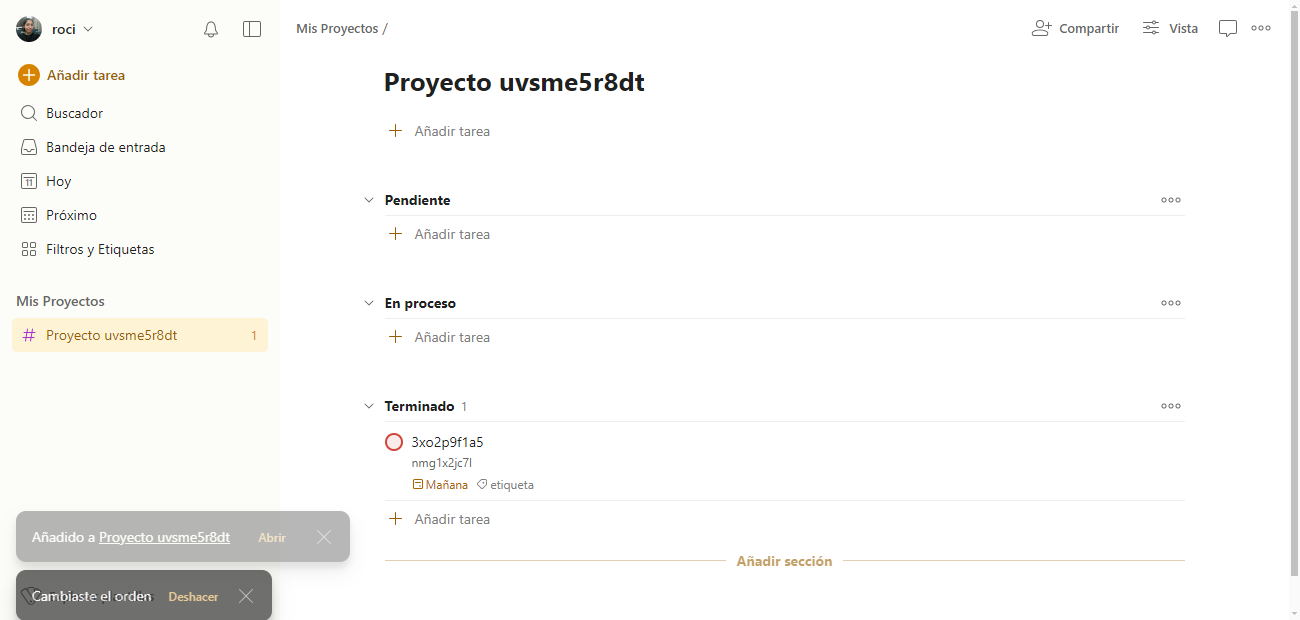 roci
Añadir tarea
Buscador
Bandeja de entrada
11
Hoy
Próximo
Filtros y Etiquetas
Mis Proyectos
# Proyecto uvsme5r8dt 1
Añadido a Proyecto uvsme5r8dt Abrir
Cambiaste el orden Deshacer
Mis Proyectos /
Compartir
Vista
Proyecto uvsme5r8dt
Añadir tarea
Pendiente
Añadir tarea
En proceso
Añadir tarea
Terminado 1
3xo2p9f1a5
nmg1x2jc7l
Mañana etiqueta
Añadir tarea
Añadir sección